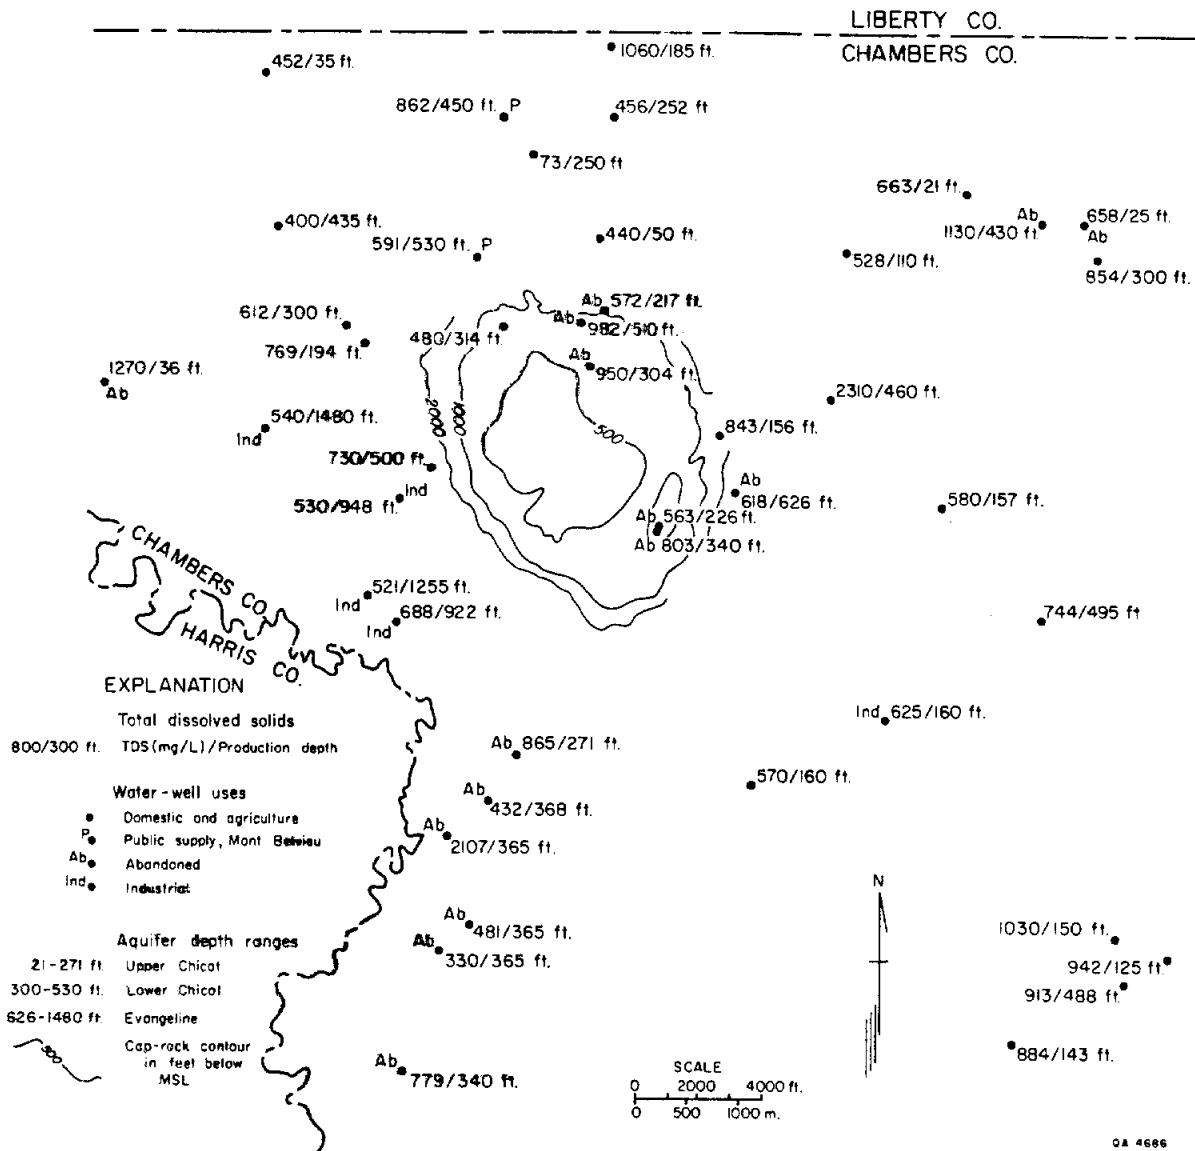 LIBERTY CO.
CHAMBERS CO.
1060/185 ft.
452/35 ft.
862/450 ft. P
456/252 ft
73/250 ft
663/21 ft.
400/435 ft.
591/530 ft. P
440/50 ft.
Ab
1130/430 ft.
658/25 ft.
Ab
854/300 ft.
528/110 ft.
Ab 572/217 ft.
Ab 982/510 ft.
612/300 ft.
480/314 ft.
769/194 ft.
Ab
950/304 ft.
1270/36 ft.
Ab
2000
1000
500
2310/460 ft.
540/1480 ft.
Ind
843/156 ft.
730/500 ft.
Ind
530/948 ft.
Ab
618/626 ft.
580/157 ft.
Ab 563/226 ft.
Ab 803/340 ft.
CHAMBERS CO.
HARRIS CO.
521/1255 ft.
Ind
688/922 ft.
Ind
744/495 ft
Ind 625/160 ft.
Ab 865/271 ft.
570/160 ft.
Ab
432/368 ft.
Ab
2107/365 ft.
Ab
481/365 ft.
Ab
330/365 ft.
Ab
779/340 ft.
1030/150 ft.
942/125 ft.
913/488 ft.
884/143 ft.
N
EXPLANATION
Total dissolved solids
800/300 ft. TDS (mg/L)/Production depth
Water-well uses
Domestic and agriculture
P Public supply, Mont Belvieu
Ab Abandoned
Ind Industrial
Aquifer depth ranges
21-271 ft. Upper Chicot
300-530 ft. Lower Chicot
626-1480 ft. Evangeline
500 Cap-rock contour
in feet below
MSL
SCALE
0 2000 4000 ft.
0 500 1000 m.
QA 4686